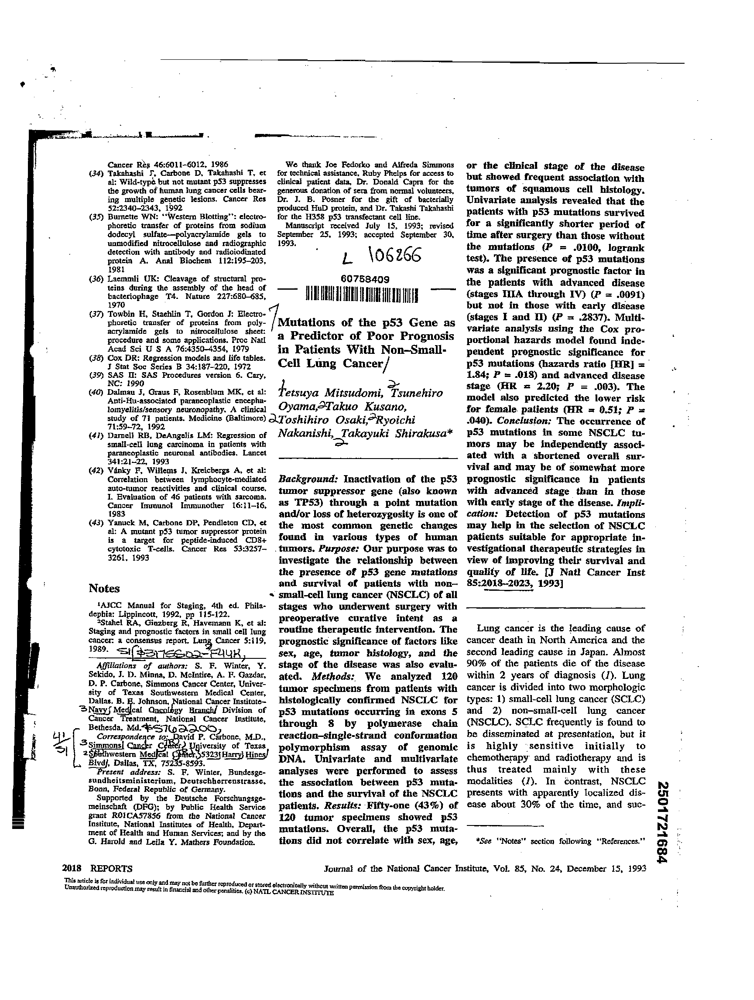 Cancer Res 46:6011-6012, 1986
(34) Takahashi T, Carbone D, Takahashi T, et
al: Wild-type but not mutant p53 suppresses
the growth of human lung cancer cells bear-
ing multiple genetic lesions. Cancer Res
52:2340-2343, 1992
(35) Burnette WN: "Western Blotting": electro-
phoretic transfer of proteins from sodium
dodecyl sulfate—polyacrylamide gels to
unmodified nitrocellulose and radiographic
detection with antibody and radioiodinated
protein A. Anal Biochem 112:195-203,
1981
(36) Laemmli UK: Cleavage of structural pro-
teins during the assembly of the head of
bacteriophage T4. Nature 227:680-685,
1970
(37) Towbin H, Staehlin T, Gordon J: Electro-
phoretic transfer of proteins from poly-
acrylamide gels to nitrocellulose sheet:
procedure and some applications. Proc Natl
Acad Sci U S A 76:4350-4354, 1979
(38) Cox DR: Regression models and life tables.
J Stat Soc Series B 34:187-220, 1972
(39) SAS II: SAS Procedures version 6. Cary,
NC: 1990
(40) Dalmau J, Graus F, Rosenblum MK, et al:
Anti-Hu-associated paraneoplastic encepha-
lomyelitis/sensory neuronopathy. A clinical
study of 71 patients. Medicine (Baltimore)
71:59-72, 1992
(41) Darnell RB, DeAngelis LM: Regression of
small-cell lung carcinoma in patients with
paraneoplastic neuronal antibodies. Lancet
341:21-22, 1993
(42) Vánky F, Willems J, Kreicbergs A, et al:
Correlation between lymphocyte-mediated
auto-tumor reactivities and clinical course.
I. Evaluation of 46 patients with sarcoma.
Cancer Immunol Immunother 16:11-16,
1983
(43) Yanuck M, Carbone DP, Pendleton CD, et
al: A mutant p53 tumor suppressor protein
is a target for peptide-induced CD8+
cytotoxic T-cells. Cancer Res 53:3257-
3261, 1993
Notes
¹AJCC Manual for Staging, 4th ed. Phila-
dephia: Lippincott, 1992, pp 115-122.
²Stahel RA, Ginzberg R, Havemann K, et al:
Staging and prognostic factors in small cell lung
cancer: a consensus report. Lung Cancer 5:119,
1989.
Affiliations of authors: S. F. Winter, Y.
Sekido, J. D. Minna, D. McIntire, A. F. Gazdar,
D. P. Carbone, Simmons Cancer Center, Univer-
sity of Texas Southwestern Medical Center,
Dallas. B. E. Johnson, National Cancer Institute-
Navy Medical Oncology Branch, Division of
Cancer Treatment, National Cancer Institute,
Bethesda, Md.
Correspondence to: David P. Carbone, M.D.,
Simmons Cancer Center, University of Texas
Southwestern Medical Center, 5323 Harry Hines
Blvd, Dallas, TX, 75235-8593.
Present address: S. F. Winter, Bundesge-
sundheitsministerium, Deutschherrenstrasse,
Bonn, Federal Republic of Germany.
Supported by the Deutsche Forschungsge-
meinschaft (DFG); by Public Health Service
grant R01CA57856 from the National Cancer
Institute, National Institutes of Health, Depart-
ment of Health and Human Services; and by the
G. Harold and Leila Y. Mathers Foundation.
We thank Joe Fedorko and Alfreda Simmons
for technical assistance, Ruby Phelps for access to
clinical patient data, Dr. Donald Capra for the
generous donation of sera from normal volunteers,
Dr. J. B. Posner for the gift of bacterially
produced HuD protein, and Dr. Takashi Takahashi
for the H358 p53 transfectant cell line.
Manuscript received July 15, 1993; revised
September 25, 1993; accepted September 30,
1993.
L 106266
60758409
Mutations of the p53 Gene as
a Predictor of Poor Prognosis
in Patients With Non–Small-
Cell Lung Cancer
Tetsuya Mitsudomi, Tsunehiro
Oyama, Takuo Kusano,
Toshihiro Osaki, Ryoichi
Nakanishi, Takayuki Shirakusa*
Background: Inactivation of the p53
tumor suppressor gene (also known
as TP53) through a point mutation
and/or loss of heterozygosity is one of
the most common genetic changes
found in various types of human
tumors. Purpose: Our purpose was to
investigate the relationship between
the presence of p53 gene mutations
and survival of patients with non–
small-cell lung cancer (NSCLC) of all
stages who underwent surgery with
preoperative curative intent as a
routine therapeutic intervention. The
prognostic significance of factors like
sex, age, tumor histology, and the
stage of the disease was also evalu-
ated. Methods: We analyzed 120
tumor specimens from patients with
histologically confirmed NSCLC for
p53 mutations occurring in exons 5
through 8 by polymerase chain
reaction–single-strand conformation
polymorphism assay of genomic
DNA. Univariate and multivariate
analyses were performed to assess
the association between p53 muta-
tions and the survival of the NSCLC
patients. Results: Fifty-one (43%) of
120 tumor specimens showed p53
mutations. Overall, the p53 muta-
tions did not correlate with sex, age,
or the clinical stage of the disease
but showed frequent association with
tumors of squamous cell histology.
Univariate analysis revealed that the
patients with p53 mutations survived
for a significantly shorter period of
time after surgery than those without
the mutations (P = .0100, logrank
test). The presence of p53 mutations
was a significant prognostic factor in
the patients with advanced disease
(stages IIIA through IV) (P = .0091)
but not in those with early disease
(stages I and II) (P = .2837). Multi-
variate analysis using the Cox pro-
portional hazards model found inde-
pendent prognostic significance for
p53 mutations (hazards ratio [HR] =
1.84; P = .018) and advanced disease
stage (HR = 2.20; P = .003). The
model also predicted the lower risk
for female patients (HR = 0.51; P =
.040). Conclusion: The occurrence of
p53 mutations in some NSCLC tu-
mors may be independently associ-
ated with a shortened overall sur-
vival and may be of somewhat more
prognostic significance in patients
with advanced stage than in those
with early stage of the disease. Impli-
cation: Detection of p53 mutations
may help in the selection of NSCLC
patients suitable for appropriate in-
vestigational therapeutic strategies in
view of improving their survival and
quality of life. [J Natl Cancer Inst
85:2018–2023, 1993]
Lung cancer is the leading cause of
cancer death in North America and the
second leading cause in Japan. Almost
90% of the patients die of the disease
within 2 years of diagnosis (1). Lung
cancer is divided into two morphologic
types: 1) small-cell lung cancer (SCLC)
and 2) non-small-cell lung cancer
(NSCLC). SCLC frequently is found to
be disseminated at presentation, but it
is highly sensitive initially to
chemotherapy and radiotherapy and is
thus treated mainly with these
modalities (1). In contrast, NSCLC
presents with apparently localized dis-
ease about 30% of the time, and suc-
*See "Notes" section following "References."
2501721684
2018 REPORTS
Journal of the National Cancer Institute, Vol. 85, No. 24, December 15, 1993
This article is for individual use only and may not be further reproduced or stored electronically without written permission from the copyright holder.
Unauthorized reproduction may result in financial and other penalities. (c) NATL CANCER INSTITUTE